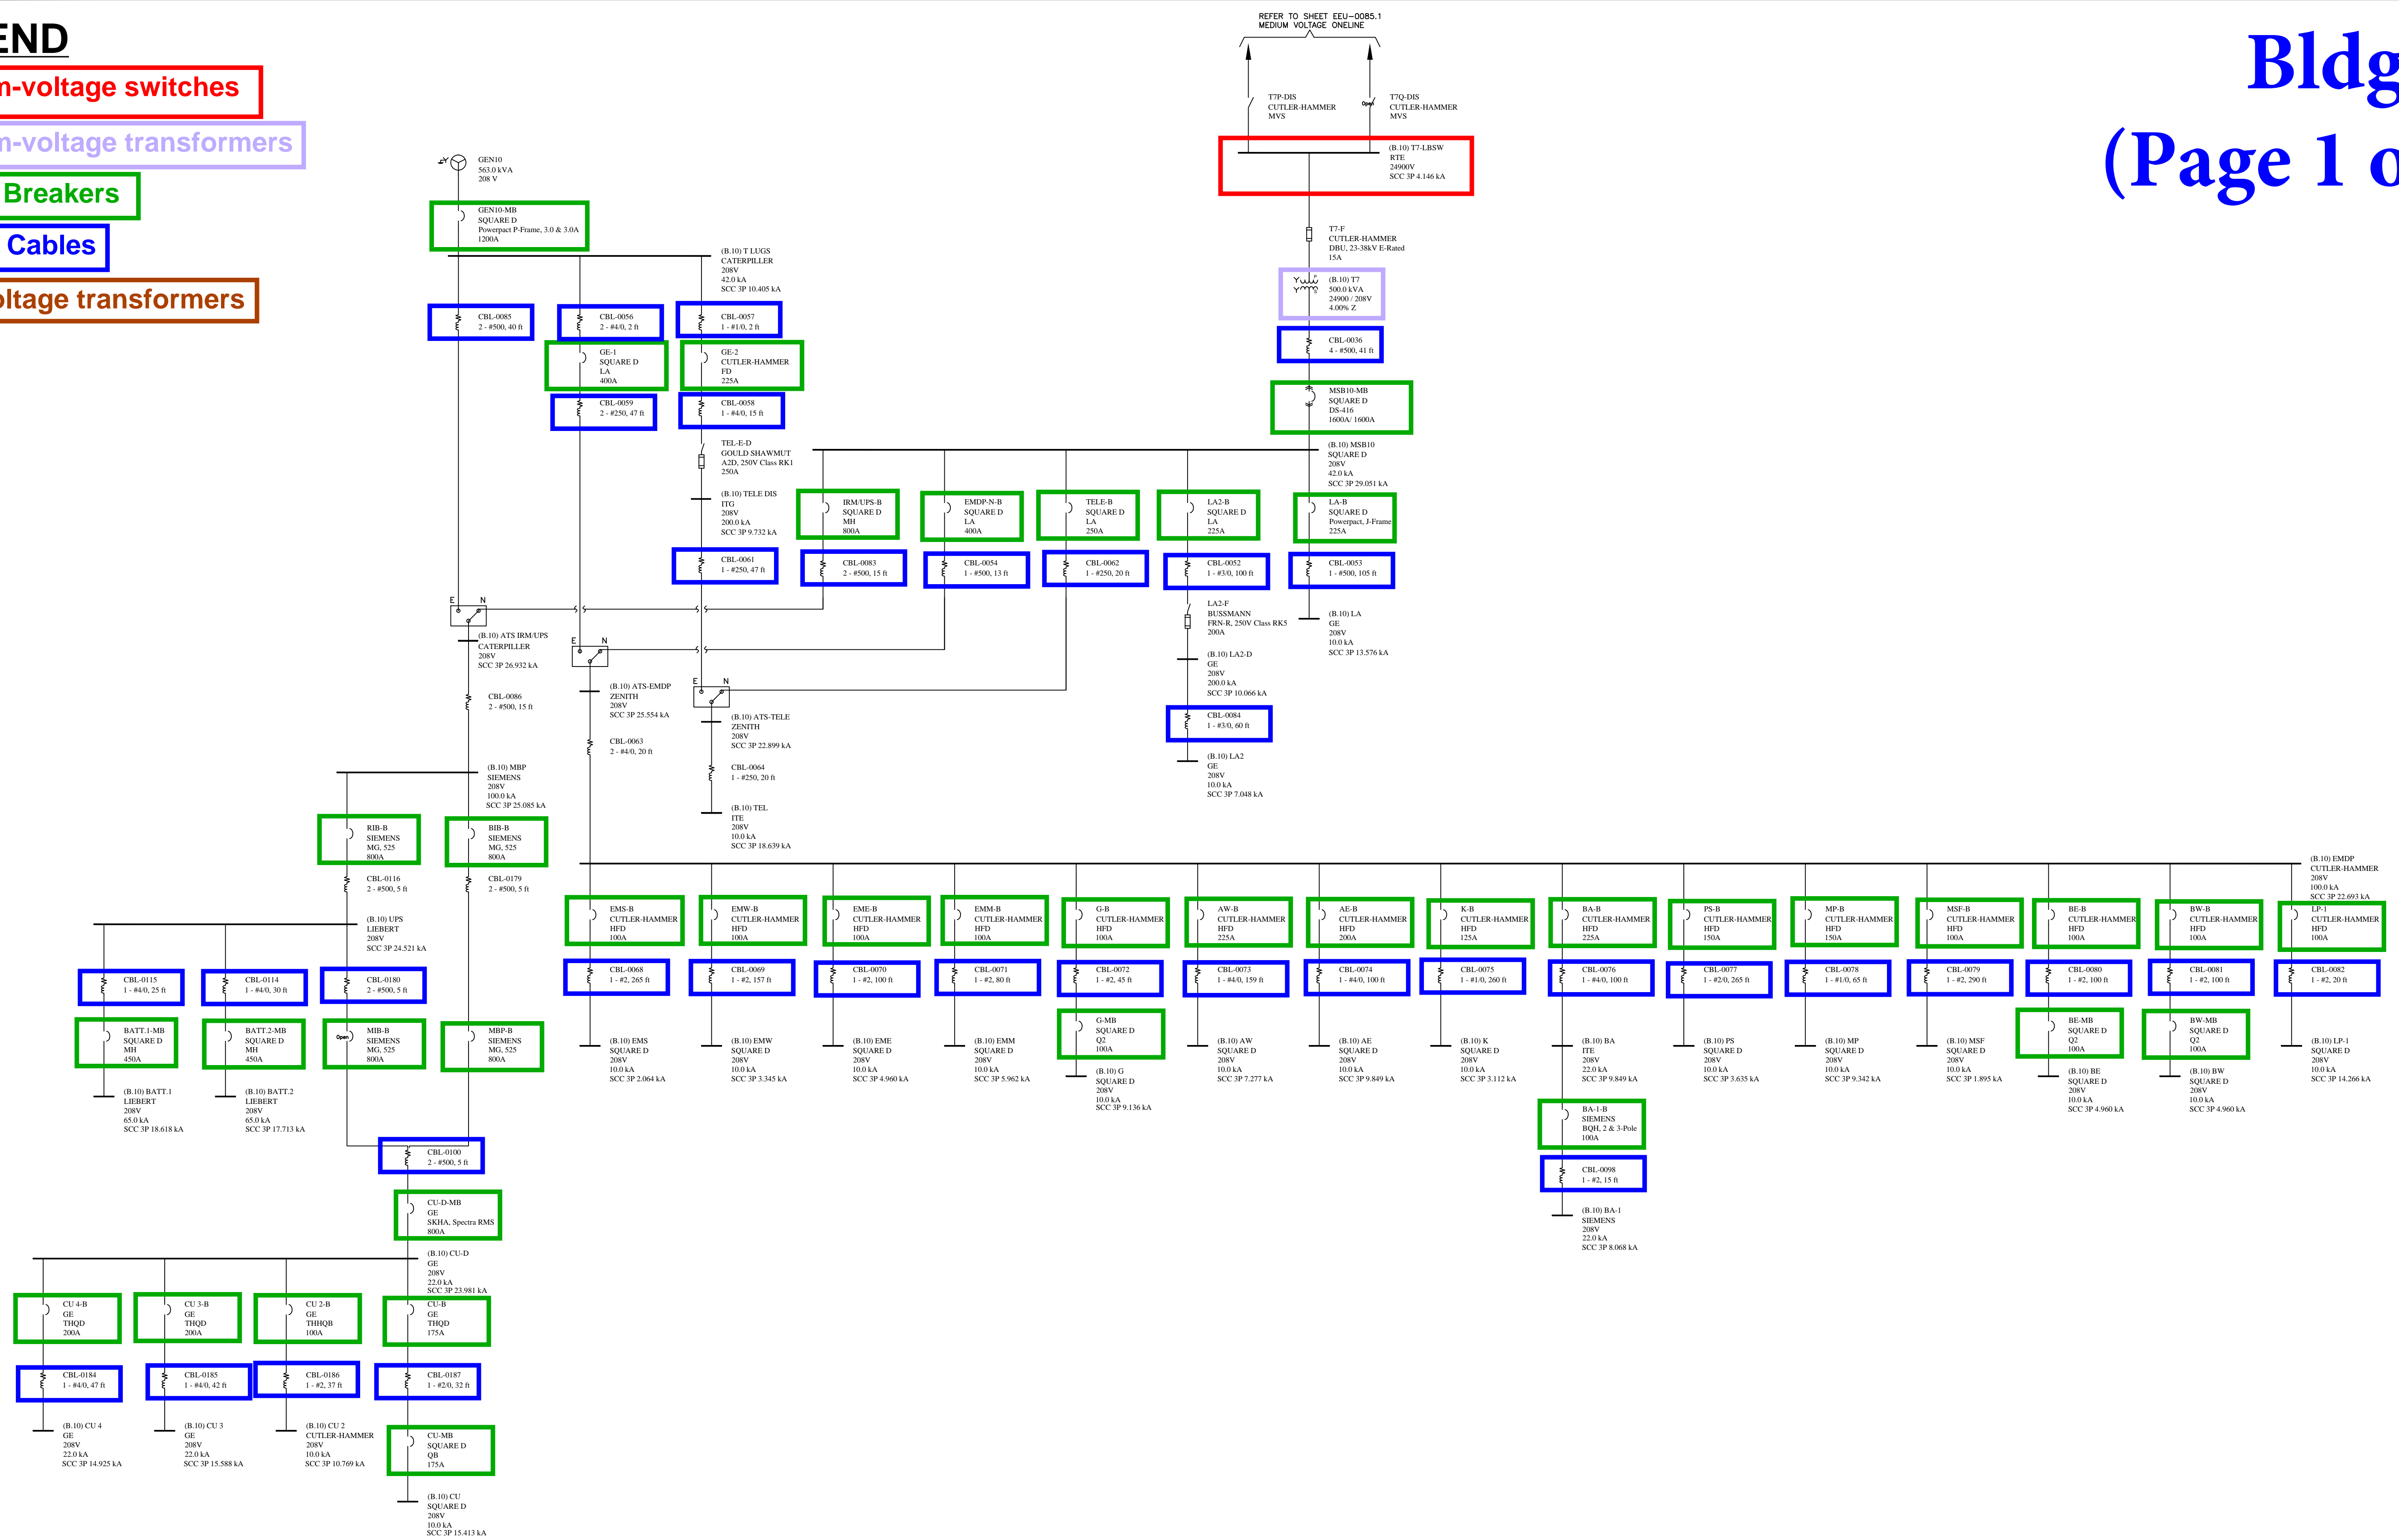 END
m-voltage switches
m-voltage transformers
Breakers
Cables
oltage transformers
REFER TO SHEET EEU-0085.1
MEDIUM VOLTAGE ONELINE
Bldg
(Page 1 o
T7P-DIS
CUTLER-HAMMER
MVS
Open
T7Q-DIS
CUTLER-HAMMER
MVS
(B.10) T7-LBSW
RTE
24900V
SCC 3P 4.146 kA
T7-F
CUTLER-HAMMER
DBU, 23-38kV E-Rated
15A
P
S
(B.10) T7
500.0 kVA
24900 / 208V
4.00% Z
CBL-0036
4 - #500, 41 ft
MSB10-MB
SQUARE D
DS-416
1600A/ 1600A
(B.10) MSB10
SQUARE D
208V
42.0 kA
SCC 3P 29.051 kA
GEN10
563.0 kVA
208 V
GEN10-MB
SQUARE D
Powerpact P-Frame, 3.0 & 3.0A
1200A
(B.10) T LUGS
CATERPILLER
208V
42.0 kA
SCC 3P 10.405 kA
CBL-0085
2 - #500, 40 ft
CBL-0056
2 - #4/0, 2 ft
CBL-0057
1 - #1/0, 2 ft
GE-1
SQUARE D
LA
400A
GE-2
CUTLER-HAMMER
FD
225A
CBL-0059
2 - #250, 47 ft
CBL-0058
1 - #4/0, 15 ft
TEL-E-D
GOULD SHAWMUT
A2D, 250V Class RK1
250A
(B.10) TELE DIS
ITG
208V
200.0 kA
SCC 3P 9.732 kA
CBL-0061
1 - #250, 47 ft
IRM/UPS-B
SQUARE D
MH
800A
EMDP-N-B
SQUARE D
LA
400A
TELE-B
SQUARE D
LA
250A
LA2-B
SQUARE D
LA
225A
LA-B
SQUARE D
Powerpact, J-Frame
225A
CBL-0083
2 - #500, 15 ft
CBL-0054
1 - #500, 13 ft
CBL-0062
1 - #250, 20 ft
CBL-0052
1 - #3/0, 100 ft
CBL-0053
1 - #500, 105 ft
LA2-F
BUSSMANN
FRN-R, 250V Class RK5
200A
(B.10) LA
GE
208V
10.0 kA
SCC 3P 13.576 kA
(B.10) LA2-D
GE
208V
200.0 kA
SCC 3P 10.066 kA
CBL-0084
1 - #3/0, 60 ft
(B.10) LA2
GE
208V
10.0 kA
SCC 3P 7.048 kA
E N
(B.10) ATS IRM/UPS
CATERPILLER
208V
SCC 3P 26.932 kA
E N
(B.10) ATS-EMDP
ZENITH
208V
SCC 3P 25.554 kA
E N
(B.10) ATS-TELE
ZENITH
208V
SCC 3P 22.899 kA
CBL-0086
2 - #500, 15 ft
CBL-0063
2 - #4/0, 20 ft
CBL-0064
1 - #250, 20 ft
(B.10) TEL
ITE
208V
10.0 kA
SCC 3P 18.639 kA
(B.10) MBP
SIEMENS
208V
100.0 kA
SCC 3P 25.085 kA
RIB-B
SIEMENS
MG, 525
800A
BIB-B
SIEMENS
MG, 525
800A
CBL-0116
2 - #500, 5 ft
CBL-0179
2 - #500, 5 ft
(B.10) UPS
LIEBERT
208V
SCC 3P 24.521 kA
CBL-0115
1 - #4/0, 25 ft
CBL-0114
1 - #4/0, 30 ft
CBL-0180
2 - #500, 5 ft
BATT.1-MB
SQUARE D
MH
450A
BATT.2-MB
SQUARE D
MH
450A
Open
MIB-B
SIEMENS
MG, 525
800A
MBP-B
SIEMENS
MG, 525
800A
(B.10) BATT.1
LIEBERT
208V
65.0 kA
SCC 3P 18.618 kA
(B.10) BATT.2
LIEBERT
208V
65.0 kA
SCC 3P 17.713 kA
CBL-0100
2 - #500, 5 ft
CU-D-MB
GE
SKHA, Spectra RMS
800A
(B.10) CU-D
GE
208V
22.0 kA
SCC 3P 23.981 kA
CU 4-B
GE
THQD
200A
CU 3-B
GE
THQD
200A
CU 2-B
GE
THHQB
100A
CU-B
GE
THQD
175A
CBL-0184
1 - #4/0, 47 ft
CBL-0185
1 - #4/0, 42 ft
CBL-0186
1 - #2, 37 ft
CBL-0187
1 - #2/0, 32 ft
(B.10) CU 4
GE
208V
22.0 kA
SCC 3P 14.925 kA
(B.10) CU 3
GE
208V
22.0 kA
SCC 3P 15.588 kA
(B.10) CU 2
CUTLER-HAMMER
208V
10.0 kA
SCC 3P 10.769 kA
CU-MB
SQUARE D
QB
175A
(B.10) CU
SQUARE D
208V
10.0 kA
SCC 3P 15.413 kA
(B.10) EMDP
CUTLER-HAMMER
208V
100.0 kA
SCC 3P 22.693 kA
EMS-B
CUTLER-HAMMER
HFD
100A
EMW-B
CUTLER-HAMMER
HFD
100A
EME-B
CUTLER-HAMMER
HFD
100A
EMM-B
CUTLER-HAMMER
HFD
100A
G-B
CUTLER-HAMMER
HFD
100A
AW-B
CUTLER-HAMMER
HFD
225A
AE-B
CUTLER-HAMMER
HFD
200A
K-B
CUTLER-HAMMER
HFD
125A
BA-B
CUTLER-HAMMER
HFD
225A
PS-B
CUTLER-HAMMER
HFD
150A
MP-B
CUTLER-HAMMER
HFD
150A
MSF-B
CUTLER-HAMMER
HFD
100A
BE-B
CUTLER-HAMMER
HFD
100A
BW-B
CUTLER-HAMMER
HFD
100A
LP-1
CUTLER-HAMMER
HFD
100A
CBL-0068
1 - #2, 265 ft
CBL-0069
1 - #2, 157 ft
CBL-0070
1 - #2, 100 ft
CBL-0071
1 - #2, 80 ft
CBL-0072
1 - #2, 45 ft
CBL-0073
1 - #4/0, 159 ft
CBL-0074
1 - #4/0, 100 ft
CBL-0075
1 - #1/0, 260 ft
CBL-0076
1 - #4/0, 100 ft
CBL-0077
1 - #2/0, 265 ft
CBL-0078
1 - #1/0, 65 ft
CBL-0079
1 - #2, 290 ft
CBL-0080
1 - #2, 100 ft
CBL-0081
1 - #2, 100 ft
CBL-0082
1 - #2, 20 ft
(B.10) EMS
SQUARE D
208V
10.0 kA
SCC 3P 2.064 kA
(B.10) EMW
SQUARE D
208V
10.0 kA
SCC 3P 3.345 kA
(B.10) EME
SQUARE D
208V
10.0 kA
SCC 3P 4.960 kA
(B.10) EMM
SQUARE D
208V
10.0 kA
SCC 3P 5.962 kA
G-MB
SQUARE D
Q2
100A
(B.10) G
SQUARE D
208V
10.0 kA
SCC 3P 9.136 kA
(B.10) AW
SQUARE D
208V
10.0 kA
SCC 3P 7.277 kA
(B.10) AE
SQUARE D
208V
10.0 kA
SCC 3P 9.849 kA
(B.10) K
SQUARE D
208V
10.0 kA
SCC 3P 3.112 kA
(B.10) BA
ITE
208V
22.0 kA
SCC 3P 9.849 kA
(B.10) PS
SQUARE D
208V
10.0 kA
SCC 3P 3.635 kA
(B.10) MP
SQUARE D
208V
10.0 kA
SCC 3P 9.342 kA
(B.10) MSF
SQUARE D
208V
10.0 kA
SCC 3P 1.895 kA
BE-MB
SQUARE D
Q2
100A
(B.10) BE
SQUARE D
208V
10.0 kA
SCC 3P 4.960 kA
BW-MB
SQUARE D
Q2
100A
(B.10) BW
SQUARE D
208V
10.0 kA
SCC 3P 4.960 kA
(B.10) LP-1
SQUARE D
208V
10.0 kA
SCC 3P 14.266 kA
BA-1-B
SIEMENS
BQH, 2 & 3-Pole
100A
CBL-0098
1 - #2, 15 ft
(B.10) BA-1
SIEMENS
208V
22.0 kA
SCC 3P 8.068 kA